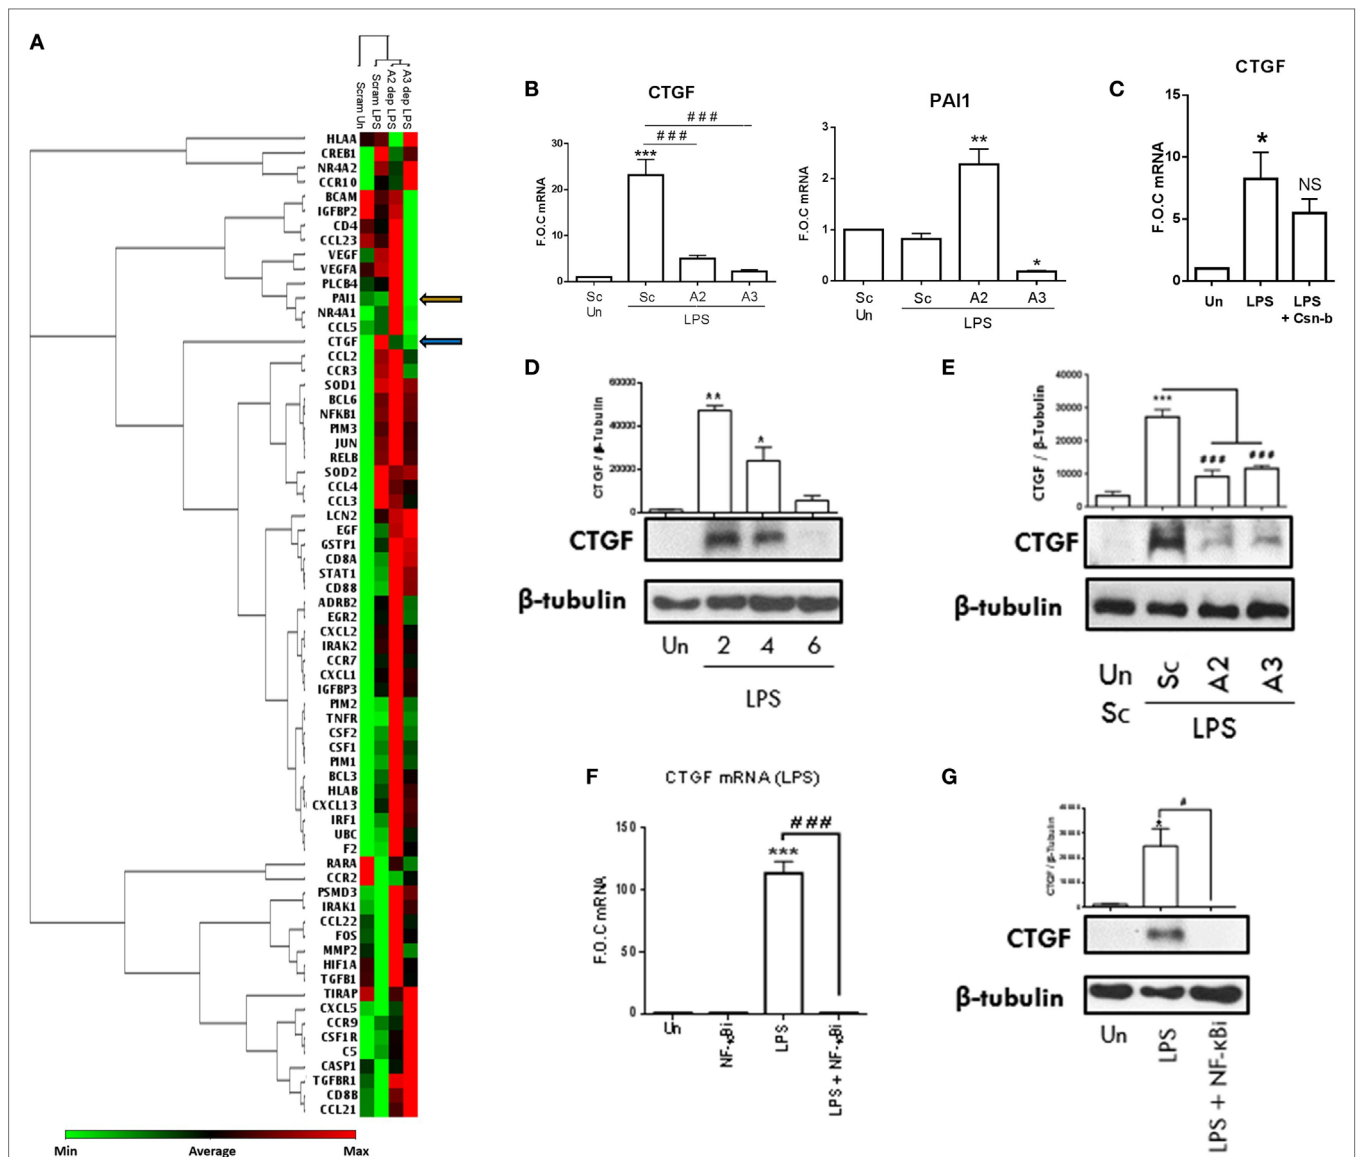 A
Scram Un
Scram LPS
A2 dep LPS
A3 dep LPS
HLAA
CREB1
NR4A2
CCR10
BCAM
IGFBP2
CD4
CCL23
VEGF
VEGFA
PLCB4
PAI1
NR4A1
CCL5
CTGF
CCL2
CCR3
SOD1
BCL6
NFKB1
PIM3
JUN
RELB
SOD2
CCL4
CCL3
LCN2
EGF
GSTP1
CD8A
STAT1
CD88
ADRB2
EGR2
CXCL2
IRAK2
CCR7
CXCL1
IGFBP3
PIM2
TNFR
CSF2
CSF1
PIM1
BCL3
HLAB
CXCL13
IRF1
UBC
F2
RARA
CCR2
PSMD3
IRAK1
CCL22
FOS
MMP2
HIF1A
TGFB1
TIRAP
CXCL5
CCR9
CSF1R
C5
CASP1
TGFBR1
CD8B
CCL21
Min Average Max
B
CTGF
# # #
# # #
***
F.O.C mRNA
30
20
10
0
Sc Sc A2 A3
Un LPS
PAI1
**
*
F.O.C mRNA
3
2
1
0
Sc Sc A2 A3
Un LPS
C
CTGF
*
NS
F.O.C mRNA
15
10
5
0
Un LPS LPS
+ Csn-b
D
**
*
CTGF / β-Tubulin
60000
40000
20000
0
CTGF
β-tubulin
Un 2 4 6
LPS
E
***
### ###
CTGF / β-Tubulin
40000
30000
20000
10000
0
CTGF
β-tubulin
Un Sc A2 A3
Sc LPS
F
CTGF mRNA (LPS)
###
***
F.O.C mRNA
150
100
50
0
Un
NF-κBi
LPS
LPS + NF-κBi
G
#
*
CTGF / β-Tubulin
40000
30000
20000
10000
0
CTGF
β-tubulin
Un
LPS
LPS + NF-κBi